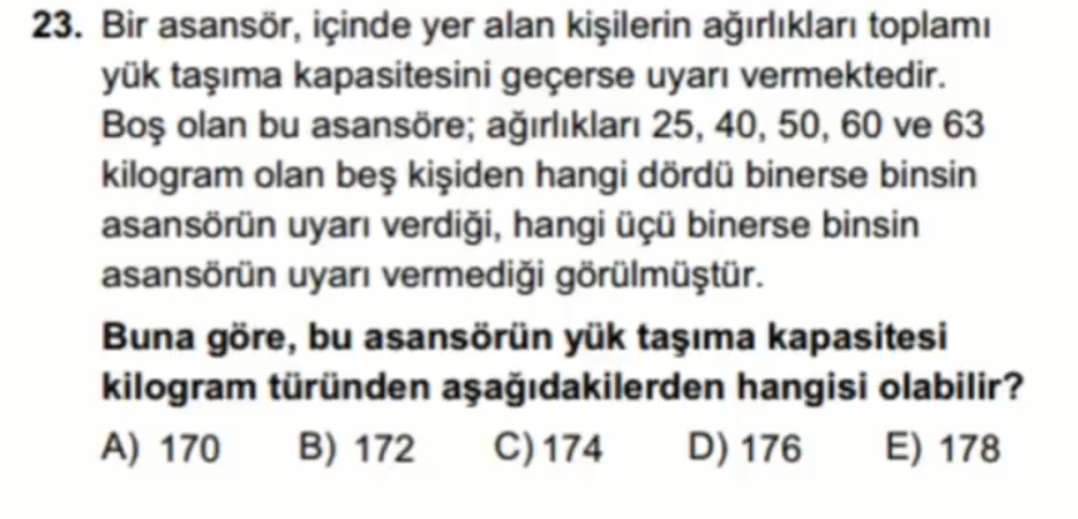 23. Bir asansör, içinde yer alan kişilerin ağırlıkları toplamı
yük taşıma kapasitesini geçerse uyarı vermektedir.
Boş olan bu asansöre; ağırlıkları 25, 40, 50, 60 ve 63
kilogram olan beş kişiden hangi dördü binerse binsin
asansörün uyarı verdiği, hangi üçü binerse binsin
asansörün uyarı vermediği görülmüştür.
Buna göre, bu asansörün yük taşıma kapasitesi
kilogram türünden aşağıdakilerden hangisi olabilir?
A) 170 B) 172 C) 174 D) 176 E) 178